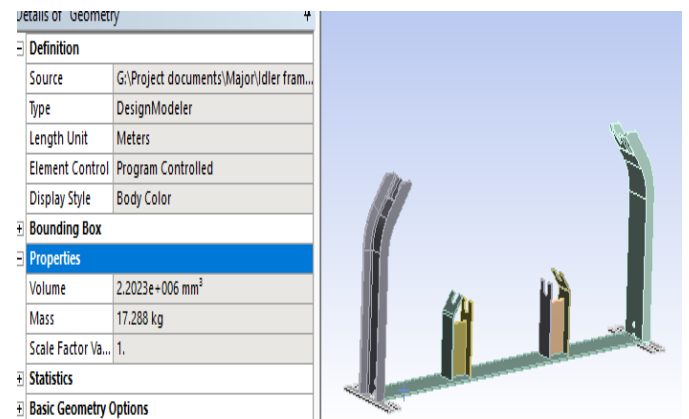 Details of "Geometry"
Definition
Source G:\Project documents\Major\Idler fram...
Type DesignModeler
Length Unit Meters
Element Control Program Controlled
Display Style Body Color
Bounding Box
Properties
Volume 2.2023e+006 mm³
Mass 17.288 kg
Scale Factor Va... 1.
Statistics
Basic Geometry Options